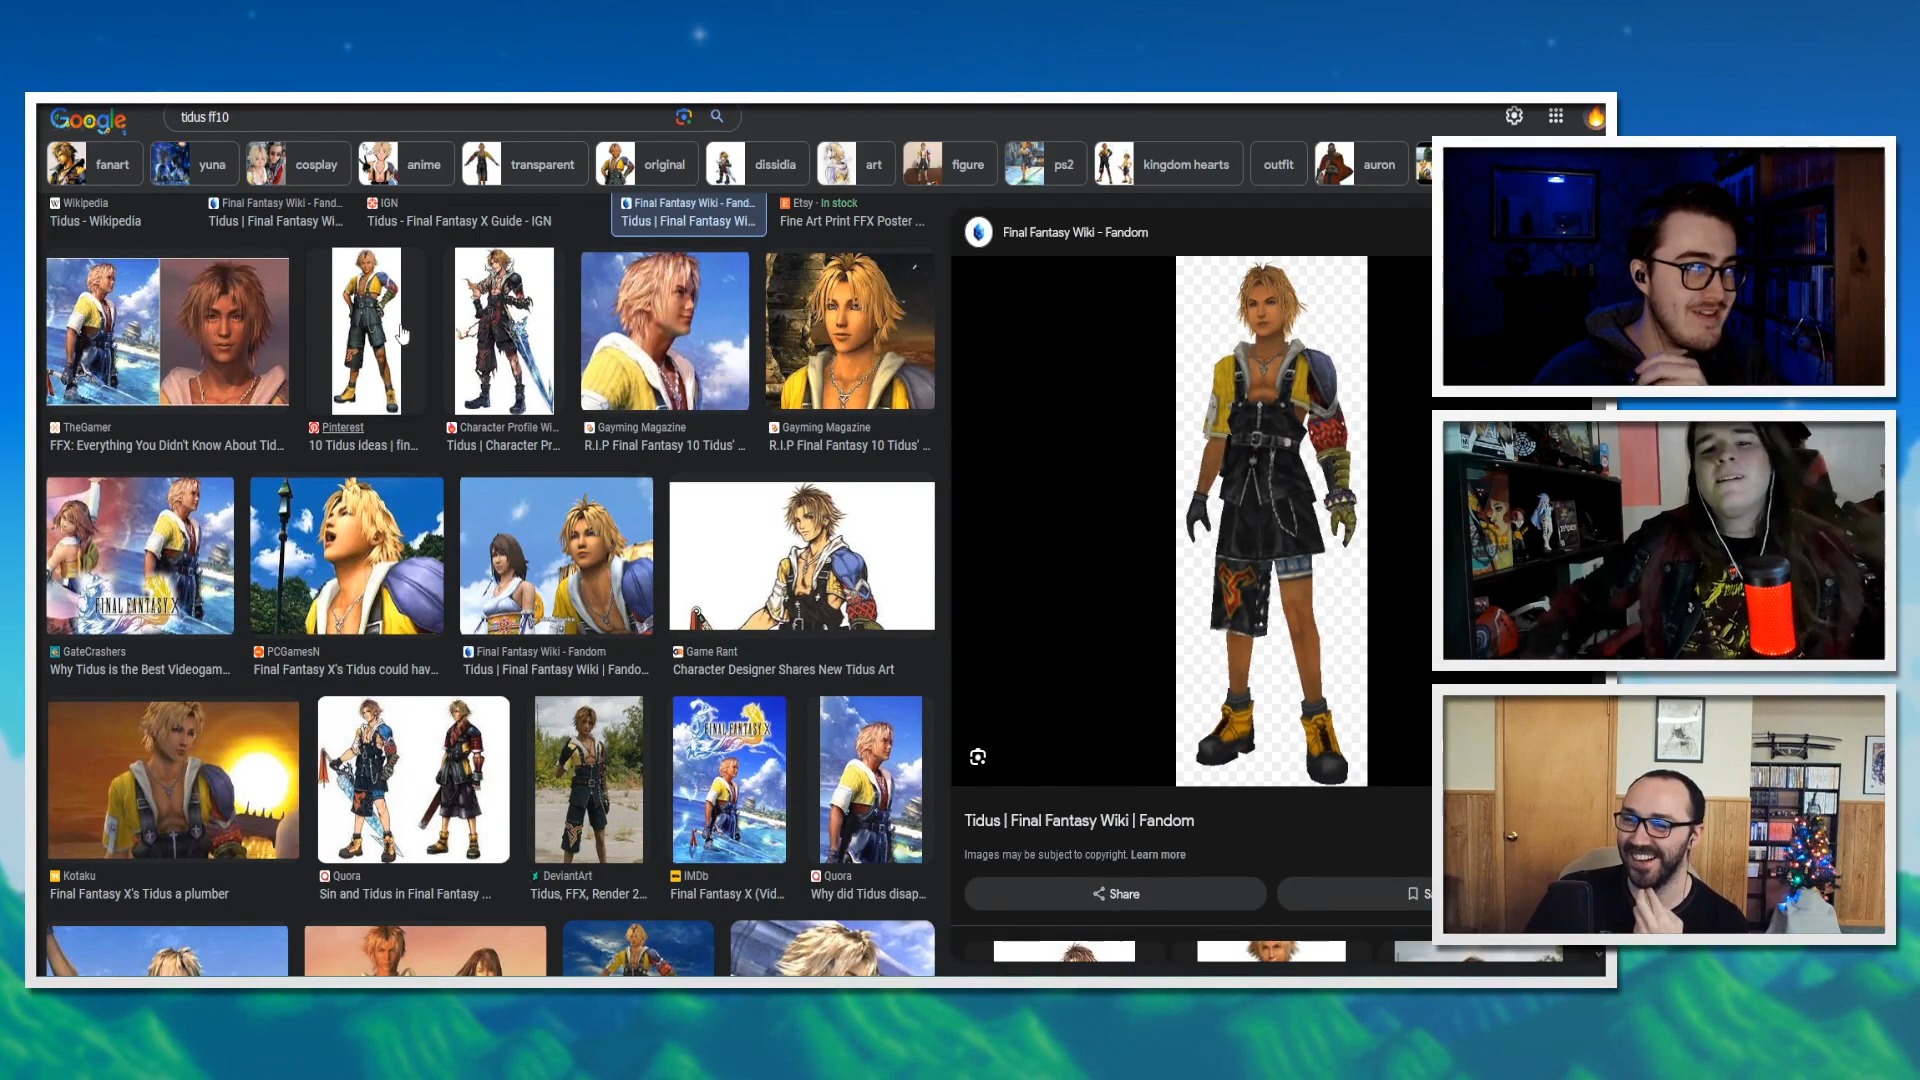 Google
tidus ff10
fanart
yuna
cosplay
anime
transparent
original
dissidia
art
figure
ps2
kingdom hearts
outfit
auron
Wikipedia
Tidus - Wikipedia
Final Fantasy Wiki - Fand...
Tidus | Final Fantasy Wi...
IGN
Tidus - Final Fantasy X Guide - IGN
Final Fantasy Wiki - Fand...
Tidus | Final Fantasy Wi...
Etsy · In stock
Fine Art Print FFX Poster ...
Final Fantasy Wiki - Fandom
TheGamer
FFX: Everything You Didn't Know About Tid...
Pinterest
10 Tidus ideas | fin...
Character Profile Wi...
Tidus | Character Pr...
Gayming Magazine
R.I.P Final Fantasy 10 Tidus' ...
Gayming Magazine
R.I.P Final Fantasy 10 Tidus' ...
FINAL FANTASY X
GateCrashers
Why Tidus is the Best Videogam...
PCGamesN
Final Fantasy X's Tidus could hav...
Final Fantasy Wiki - Fandom
Tidus | Final Fantasy Wiki | Fando...
Game Rant
Character Designer Shares New Tidus Art
FINAL FANTASY X
Kotaku
Final Fantasy X's Tidus a plumber
Quora
Sin and Tidus in Final Fantasy ...
DeviantArt
Tidus, FFX, Render 2...
IMDb
Final Fantasy X (Vid...
Quora
Why did Tidus disap...
Tidus | Final Fantasy Wiki | Fandom
Images may be subject to copyright. Learn more
Share
S